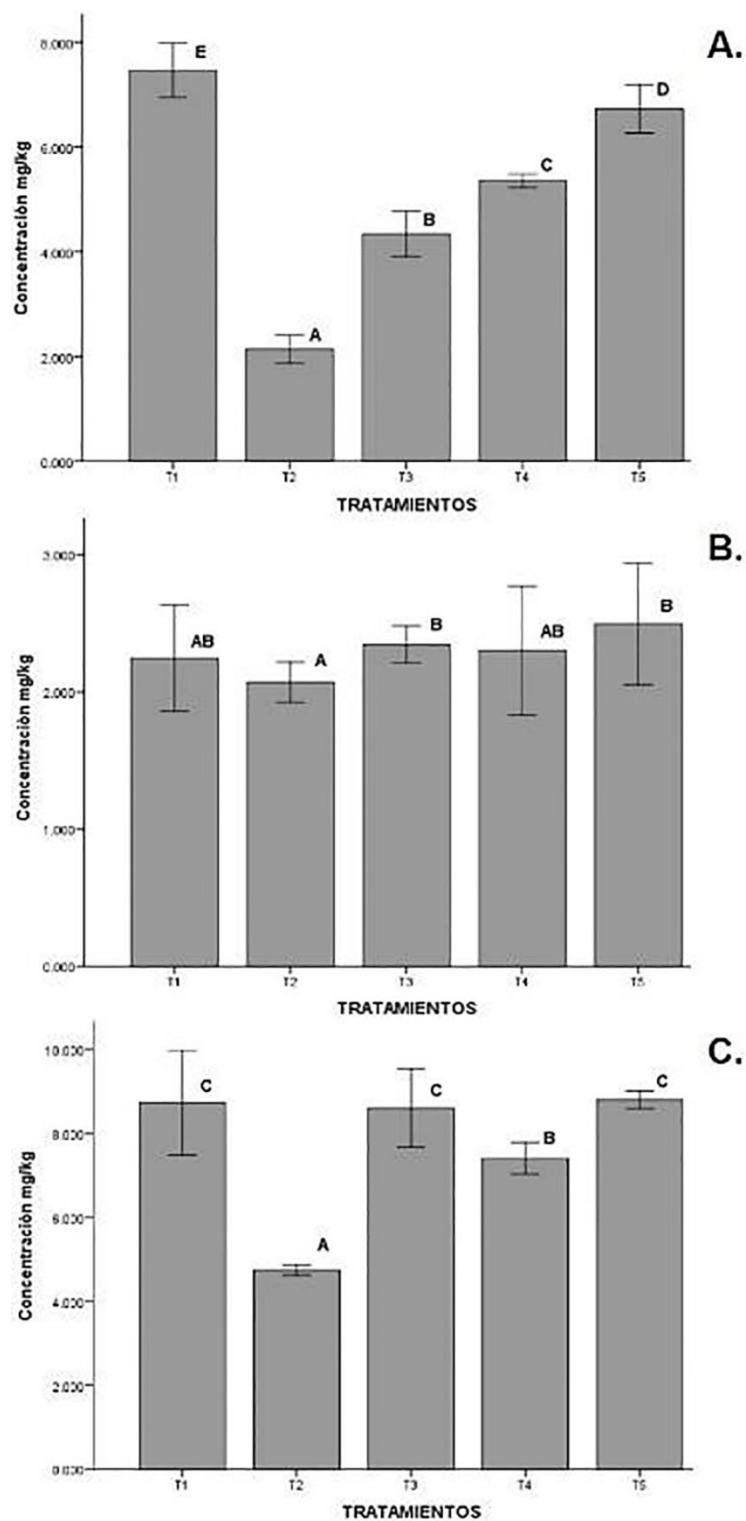 A.
Concentración mg/kg
8.000
6.000
4.000
2.000
0.000
E
A
B
C
D
T1 T2 T3 T4 T5
TRATAMIENTOS
B.
Concentración mg/kg
3.000
2.000
1.000
0.000
AB
A
B
AB
B
T1 T2 T3 T4 T5
TRATAMIENTOS
C.
Concentración mg/kg
10.000
8.000
6.000
4.000
2.000
0.000
C
A
C
B
C
T1 T2 T3 T4 T5
TRATAMIENTOS